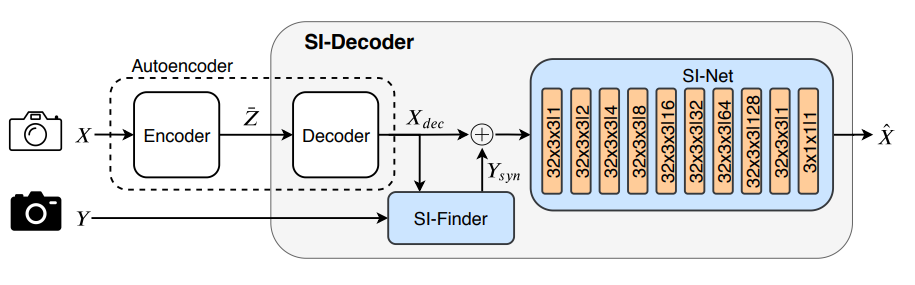 SI-Decoder
Autoencoder
SI-Net
X
Encoder
Z̄
Decoder
X_dec
+
32x3x3|1
32x3x3|2
32x3x3|4
32x3x3|8
32x3x3|16
32x3x3|32
32x3x3|64
32x3x3|128
32x3x3|1
3x1x1|1
X̂
Y_syn
Y
SI-Finder